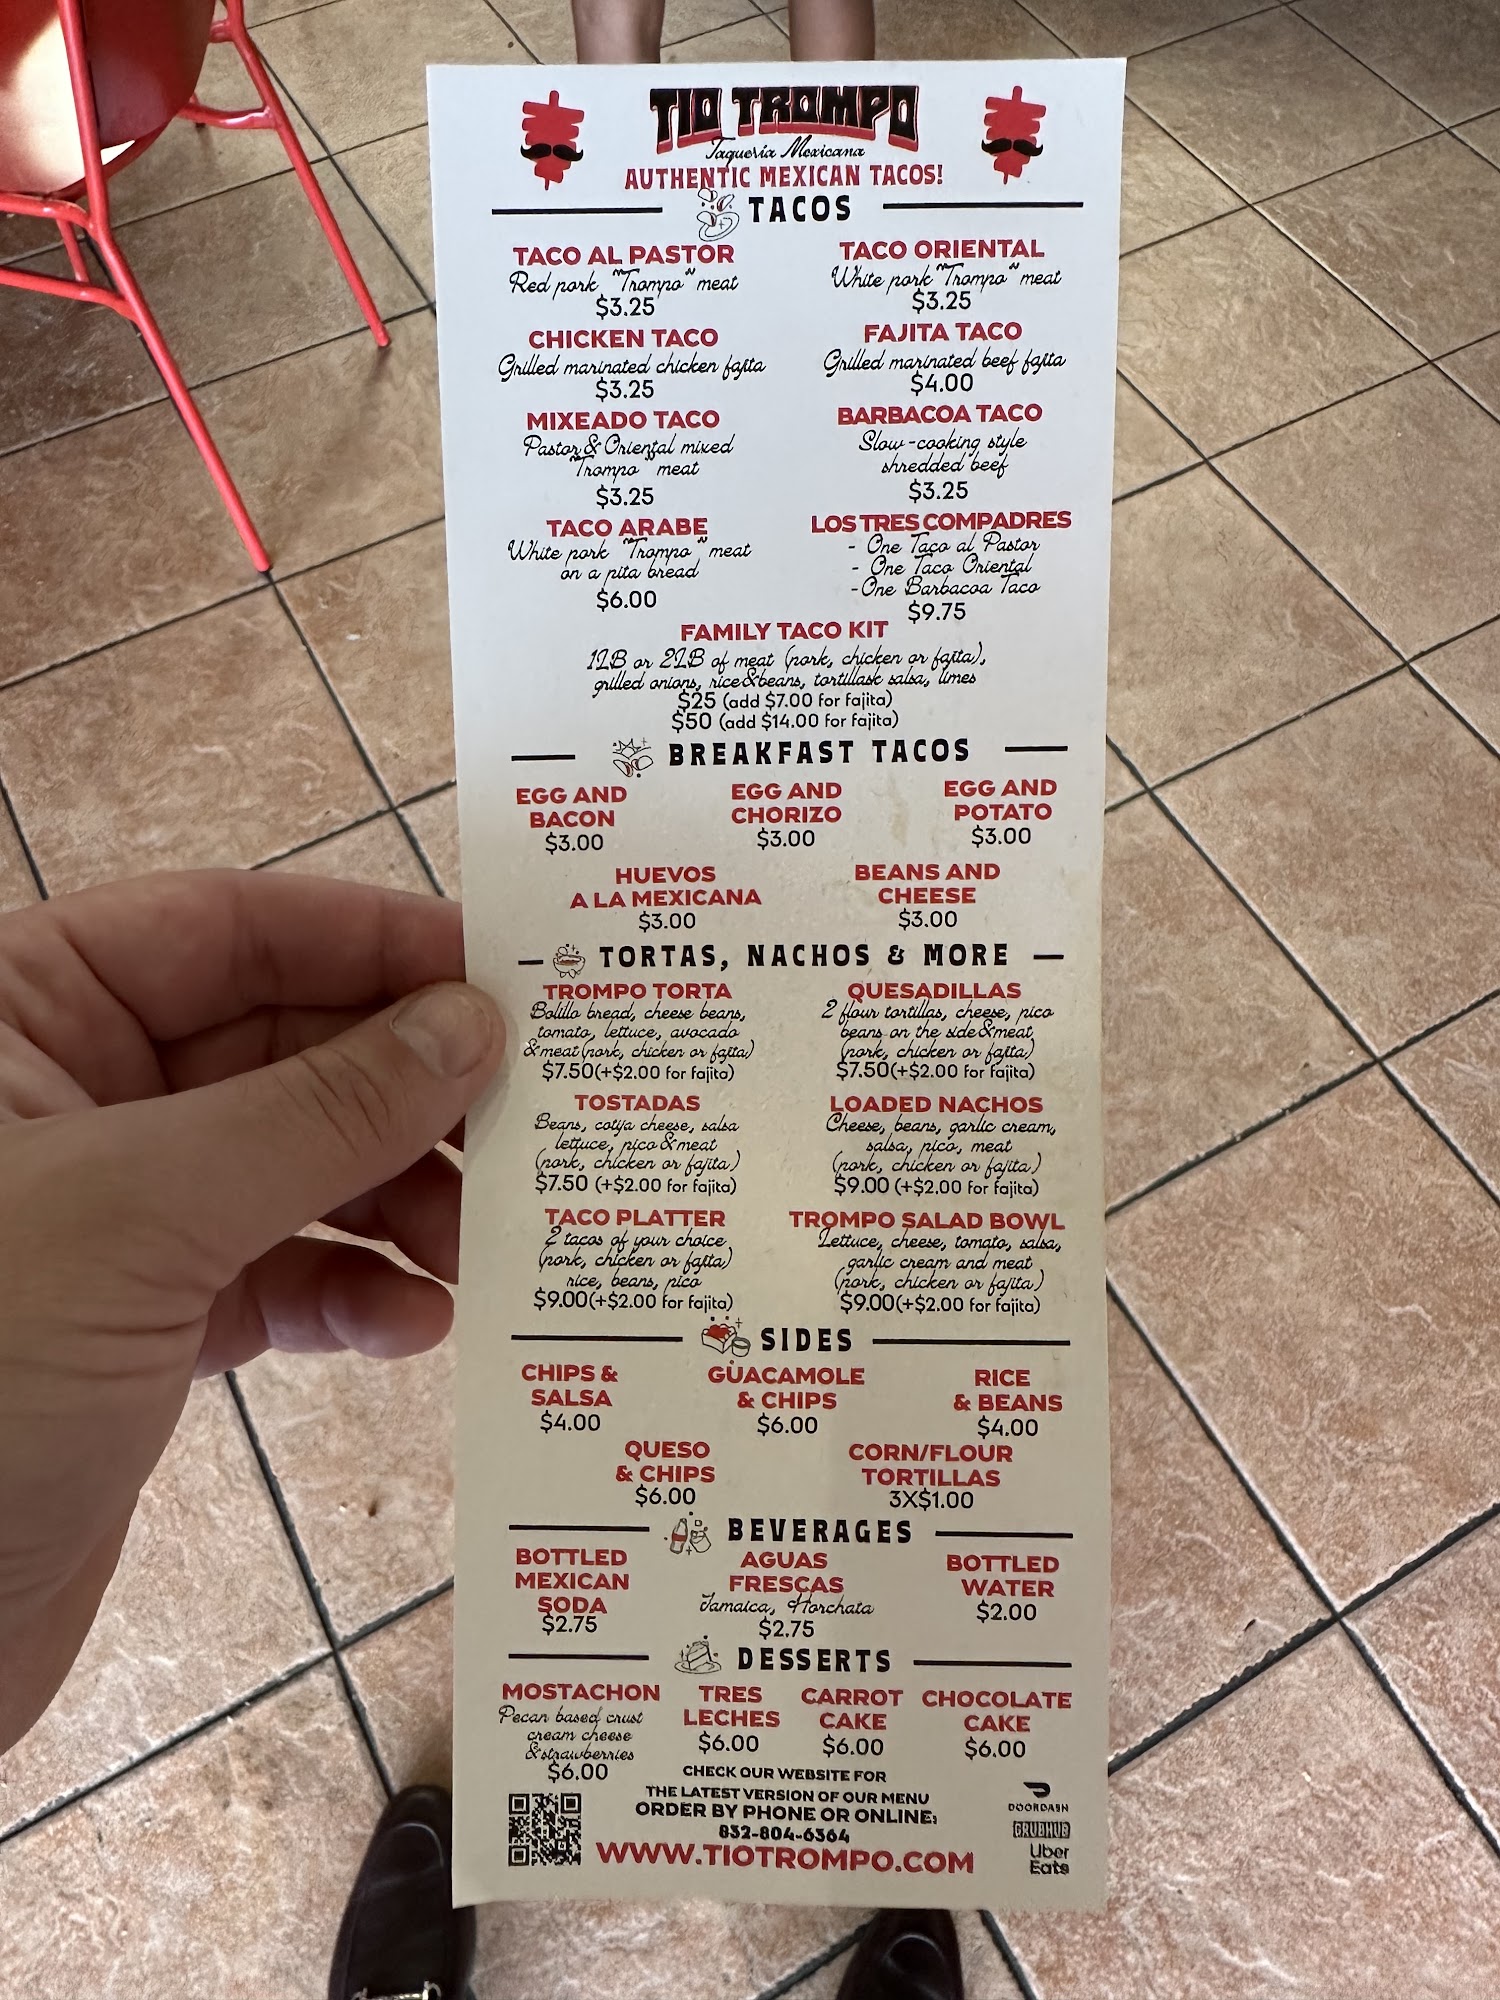 TIO TROMPO
Taqueria Mexicana
AUTHENTIC MEXICAN TACOS!
TACOS
TACO AL PASTOR
Red pork "Trompo" meat
$3.25
TACO ORIENTAL
White pork "Trompo" meat
$3.25
CHICKEN TACO
Grilled marinated chicken fajita
$3.25
FAJITA TACO
Grilled marinated beef fajita
$4.00
MIXEADO TACO
Pastor & Oriental mixed
"Trompo" meat
$3.25
BARBACOA TACO
Slow-cooking style
shredded beef
$3.25
TACO ARABE
White pork "Trompo" meat
on a pita bread
$6.00
LOS TRES COMPADRES
- One Taco al Pastor
- One Taco Oriental
- One Barbacoa Taco
$9.75
FAMILY TACO KIT
1LB or 2LB of meat (pork, chicken or fajita),
grilled onions, rice&beans, tortillask salsa, limes
$25 (add $7.00 for fajita)
$50 (add $14.00 for fajita)
BREAKFAST TACOS
EGG AND
BACON
$3.00
EGG AND
CHORIZO
$3.00
EGG AND
POTATO
$3.00
HUEVOS
A LA MEXICANA
$3.00
BEANS AND
CHEESE
$3.00
TORTAS, NACHOS & MORE
TROMPO TORTA
Bolillo bread, cheese beans,
tomato, lettuce, avocado
& meat (pork, chicken or fajita)
$7.50(+$2.00 for fajita)
QUESADILLAS
2 flour tortillas, cheese, pico
beans on the side & meat
(pork, chicken or fajita)
$7.50(+$2.00 for fajita)
TOSTADAS
Beans, cotija cheese, salsa
lettuce, pico & meat
(pork, chicken or fajita)
$7.50 (+$2.00 for fajita)
LOADED NACHOS
Cheese, beans, garlic cream,
salsa, pico, meat
(pork, chicken or fajita)
$9.00 (+$2.00 for fajita)
TACO PLATTER
2 tacos of your choice
(pork, chicken or fajita)
rice, beans, pico
$9.00(+$2.00 for fajita)
TROMPO SALAD BOWL
Lettuce, cheese, tomato, salsa,
garlic cream and meat
(pork, chicken or fajita)
$9.00(+$2.00 for fajita)
SIDES
CHIPS &
SALSA
$4.00
GUACAMOLE
& CHIPS
$6.00
RICE
& BEANS
$4.00
QUESO
& CHIPS
$6.00
CORN/FLOUR
TORTILLAS
3X$1.00
BEVERAGES
BOTTLED
MEXICAN
SODA
$2.75
AGUAS
FRESCAS
Jamaica, Horchata
$2.75
BOTTLED
WATER
$2.00
DESSERTS
MOSTACHON
Pecan based crust
cream cheese
& strawberries
$6.00
TRES
LECHES
$6.00
CARROT
CAKE
$6.00
CHOCOLATE
CAKE
$6.00
CHECK OUR WEBSITE FOR
THE LATEST VERSION OF OUR MENU
ORDER BY PHONE OR ONLINE:
832-804-6364
WWW.TIOTROMPO.COM
DOORDASH
GRUBHUB
Uber
Eats